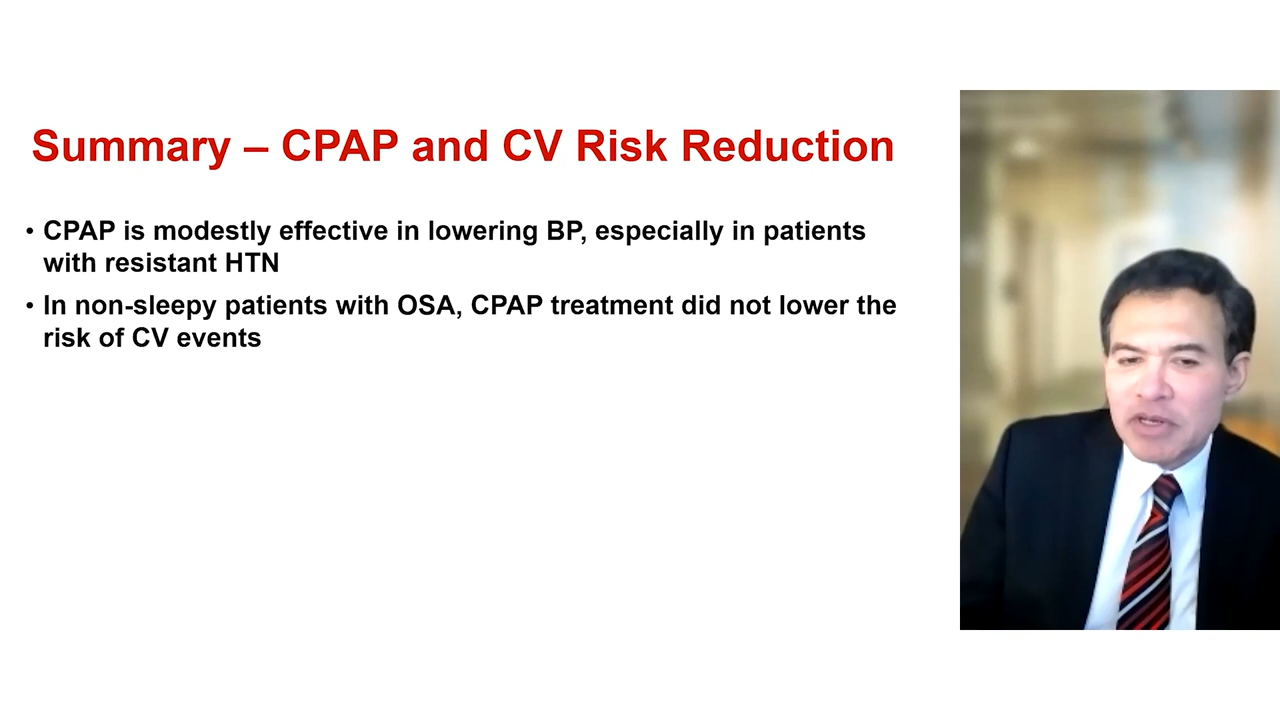 Summary – CPAP and CV Risk Reduction
• CPAP is modestly effective in lowering BP, especially in patients
with resistant HTN
• In non-sleepy patients with OSA, CPAP treatment did not lower the
risk of CV events